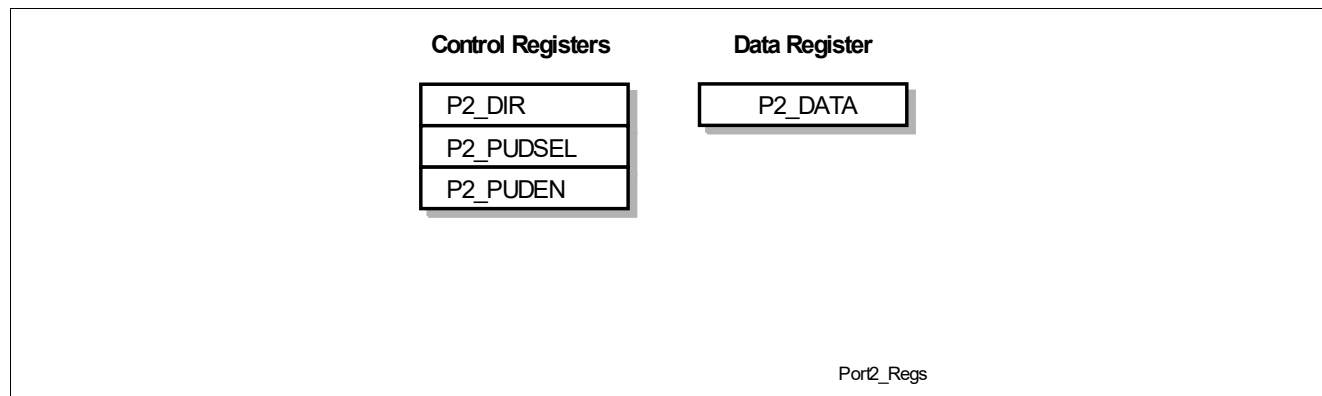 Control Registers
Data Register
P2_DIR
P2_DATA
P2_PUDSEL
P2_PUDEN
Port2_Regs